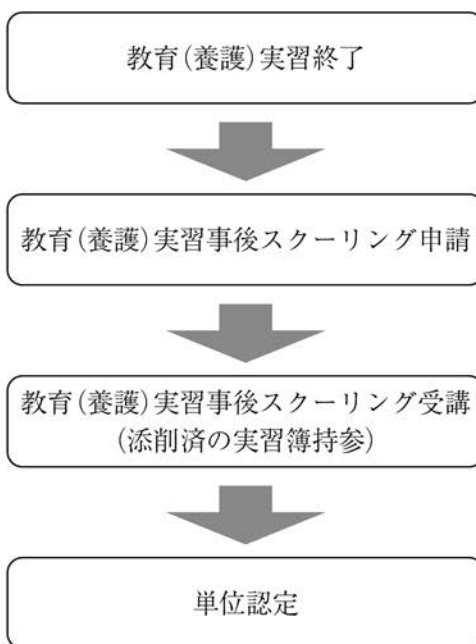 教育(養護)実習終了
教育(養護)実習事後スクーリング申請
教育(養護)実習事後スクーリング受講
(添削済の実習簿持参)
単位認定